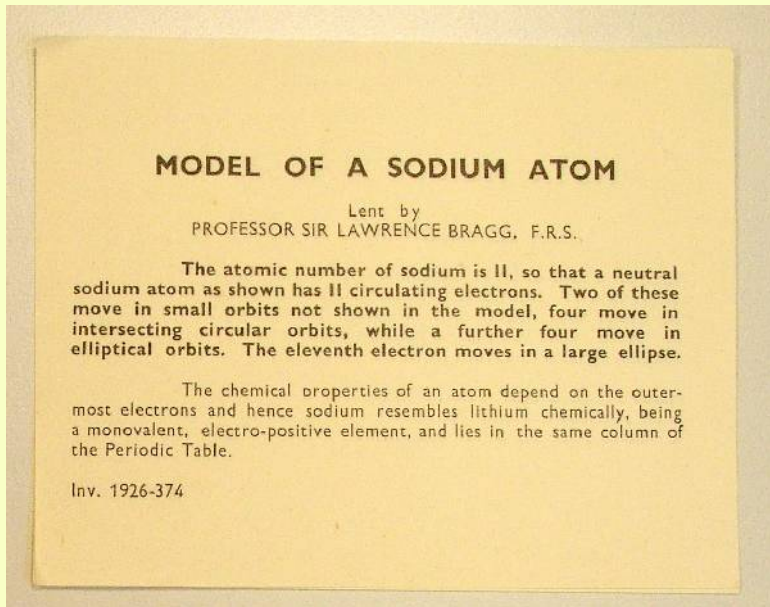 MODEL OF A SODIUM ATOM
Lent by
PROFESSOR SIR LAWRENCE BRAGG, F.R.S.
The atomic number of sodium is II, so that a neutral
sodium atom as shown has II circulating electrons. Two of these
move in small orbits not shown in the model, four move in
intersecting circular orbits, while a further four move in
elliptical orbits. The eleventh electron moves in a large ellipse.
The chemical properties of an atom depend on the outer-
most electrons and hence sodium resembles lithium chemically, being
a monovalent, electro-positive element, and lies in the same column of
the Periodic Table.
Inv. 1926-374